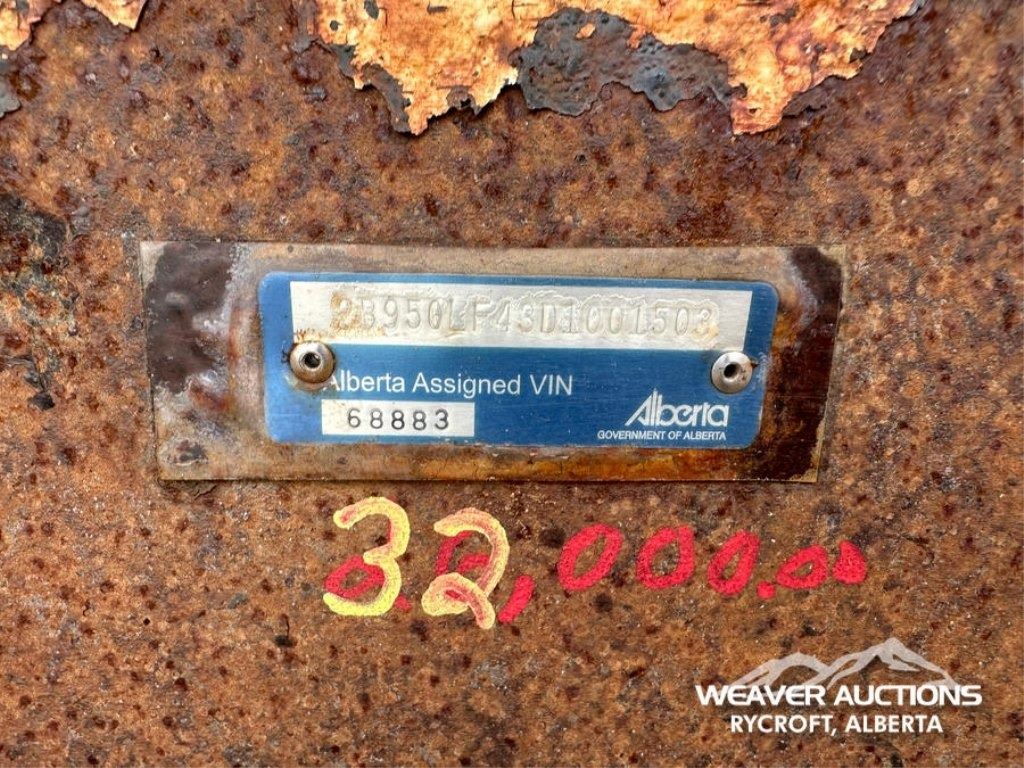 2B950LF43D1001503
Alberta Assigned VIN
68883
Alberta
GOVERNMENT OF ALBERTA
32,000.00
WEAVER AUCTIONS
RYCROFT, ALBERTA